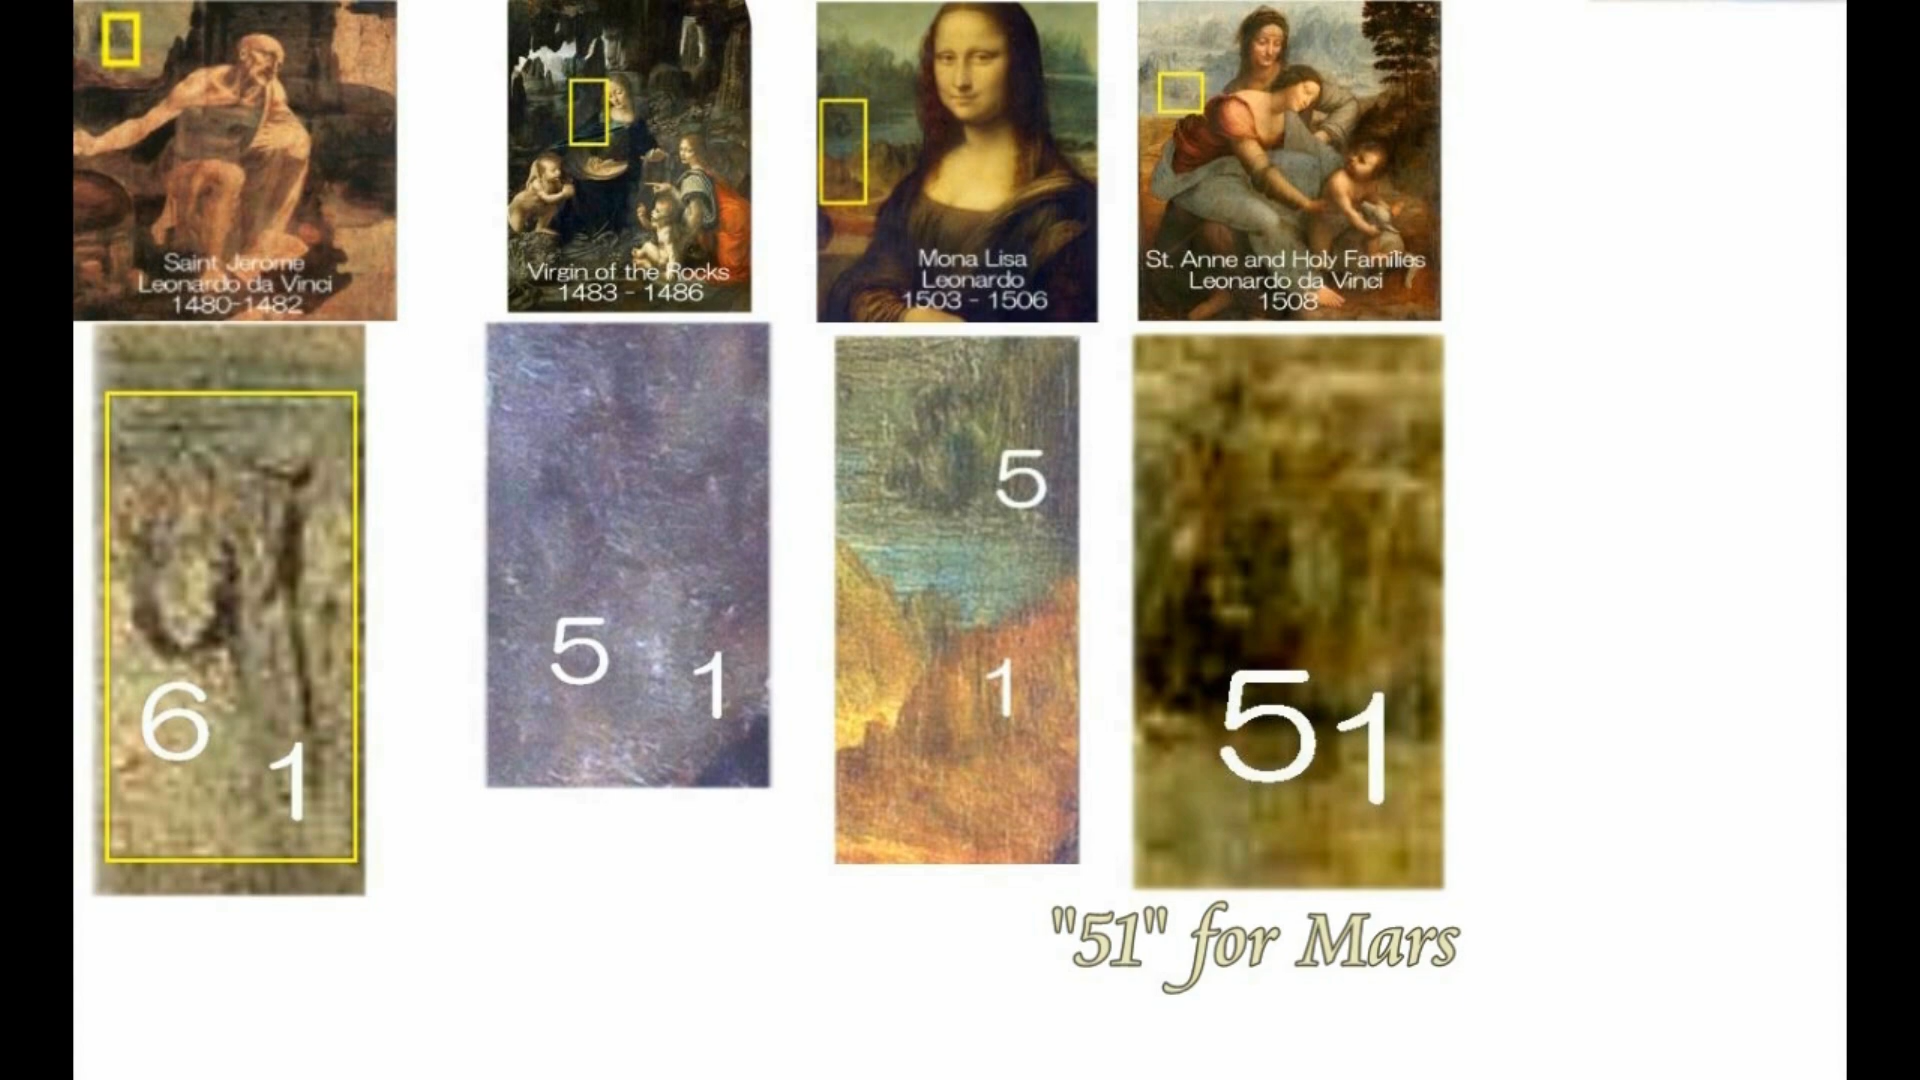 Saint Jerome
Leonardo da Vinci
1480-1482
Virgin of the Rocks
1483 - 1486
Mona Lisa
Leonardo
1503 - 1506
St. Anne and Holy Families
Leonardo da Vinci
1508
6
1
5
1
5
1
51
"51" for Mars